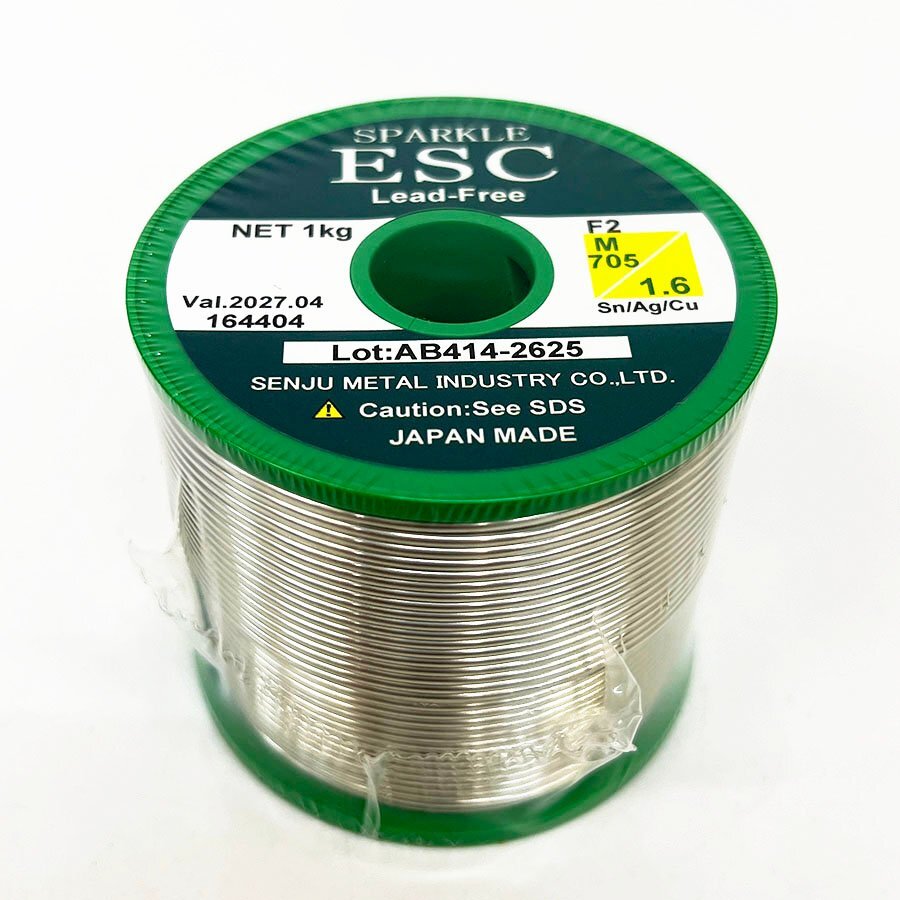 SPARKLE
ESC
Lead-Free
NET 1kg
F2
M
705
1.6
Sn/Ag/Cu
Val.2027.04
164404
Lot:AB414-2625
SENJU METAL INDUSTRY CO.,LTD.
Caution:See SDS
JAPAN MADE